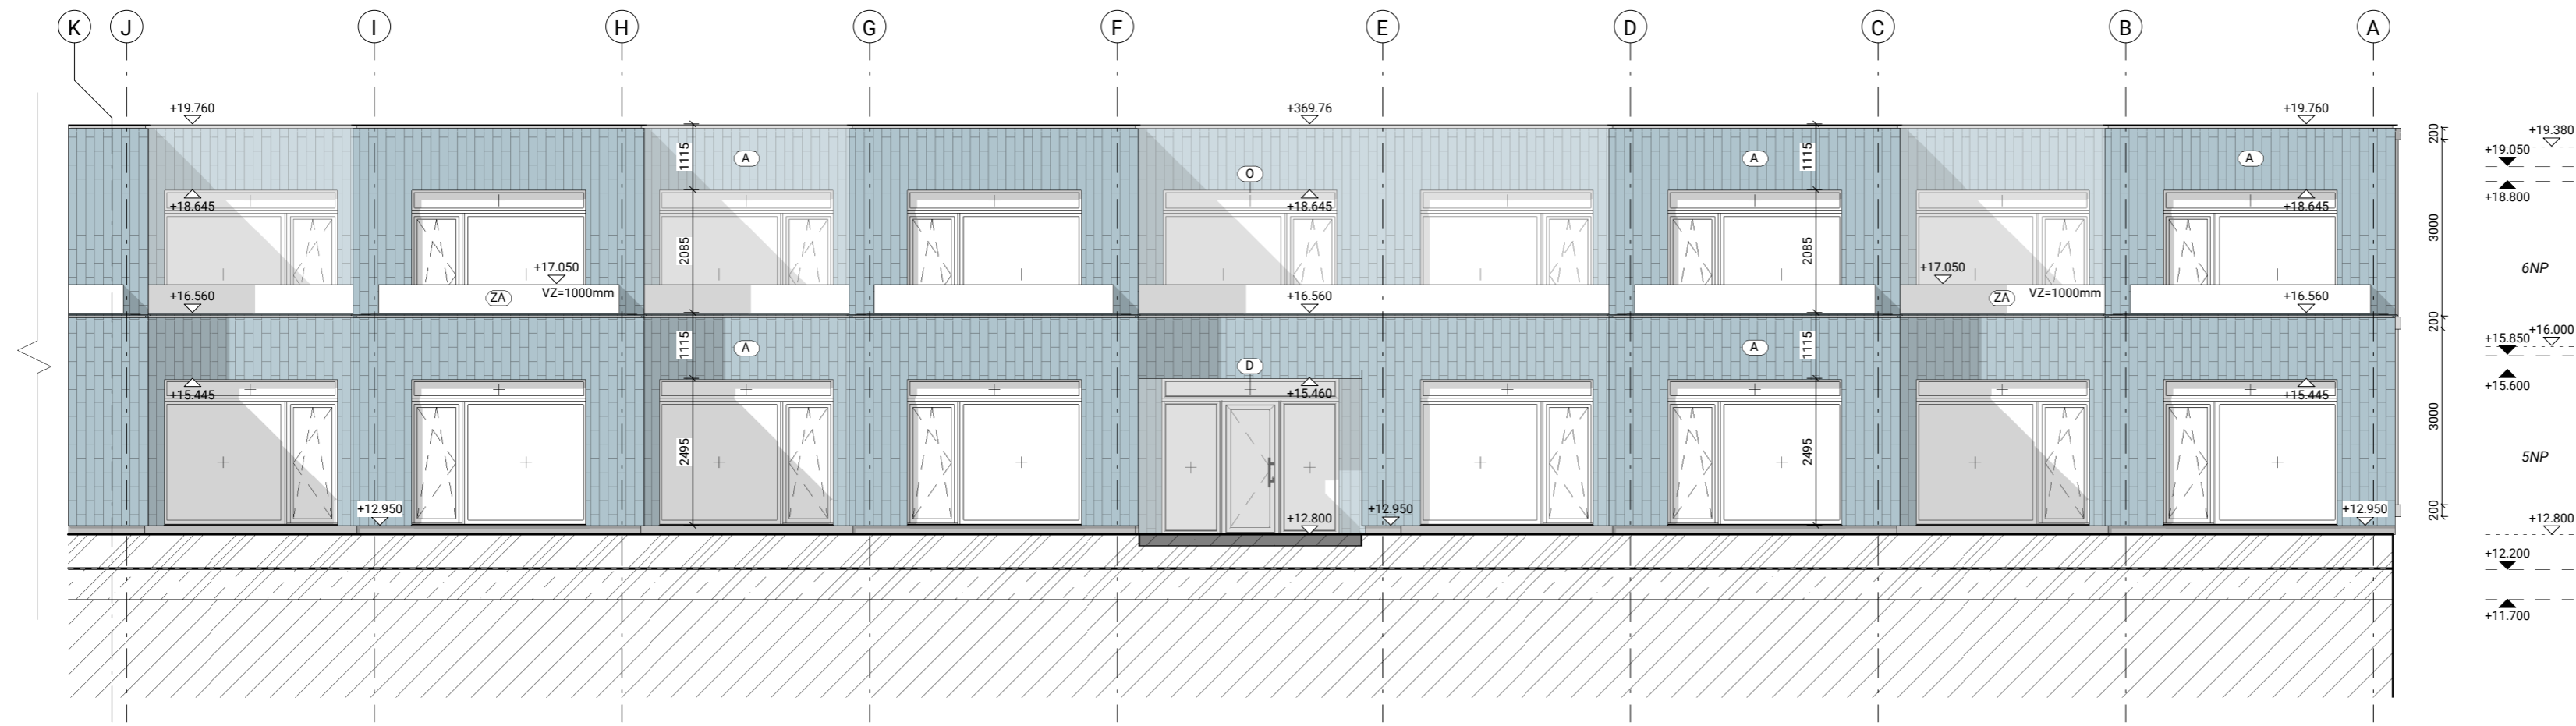 K J I H G F E D C B A
+19.760 +369.76 +19.760
200 +19.380
1115 A O A 1115 A +19.050
+18.645 +18.645 +18.645 +18.800
2085 2085 3000
+17.050 +17.050 6NP
+16.560 ZA VZ=1000mm +16.560 ZA VZ=1000mm +16.560
200 +16.000
1115 A D A 1115 +15.850
+15.445 +15.460 +15.445 +15.600
3000
2495 2495 5NP
+12.950 +12.950 +12.950 200
+12.800 +12.800
+12.200
+11.700